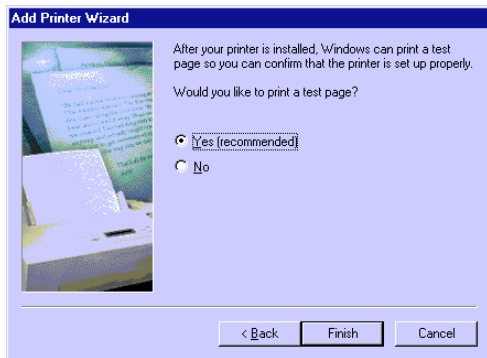 Add Printer Wizard
After your printer is installed, Windows can print a test
page so you can confirm that the printer is set up properly.
Would you like to print a test page?
Yes (recommended)
No
< Back
Finish
Cancel